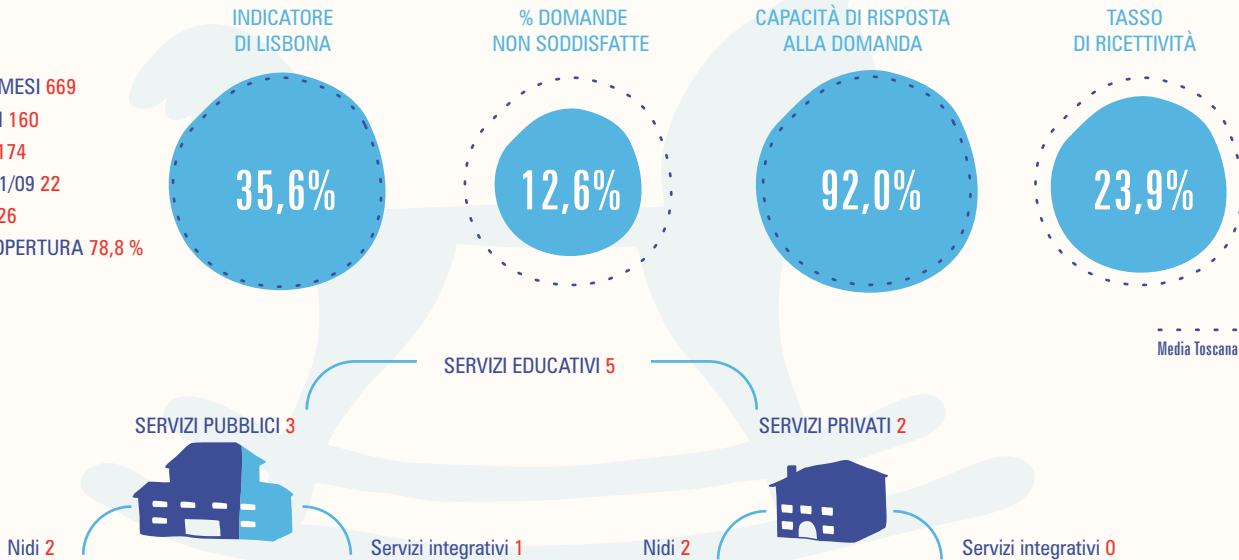 INDICATORE
DI LISBONA
% DOMANDE
NON SODDISFATTE
CAPACITÀ DI RISPOSTA
ALLA DOMANDA
TASSO
DI RICETTIVITÀ
MESI 669
160
174
1/09 22
26
OPERTURA 78,8 %
35,6%
12,6%
92,0%
23,9%
Media Toscana
SERVIZI EDUCATIVI 5
SERVIZI PUBBLICI 3
SERVIZI PRIVATI 2
Nidi 2
Servizi integrativi 1
Nidi 2
Servizi integrativi 0